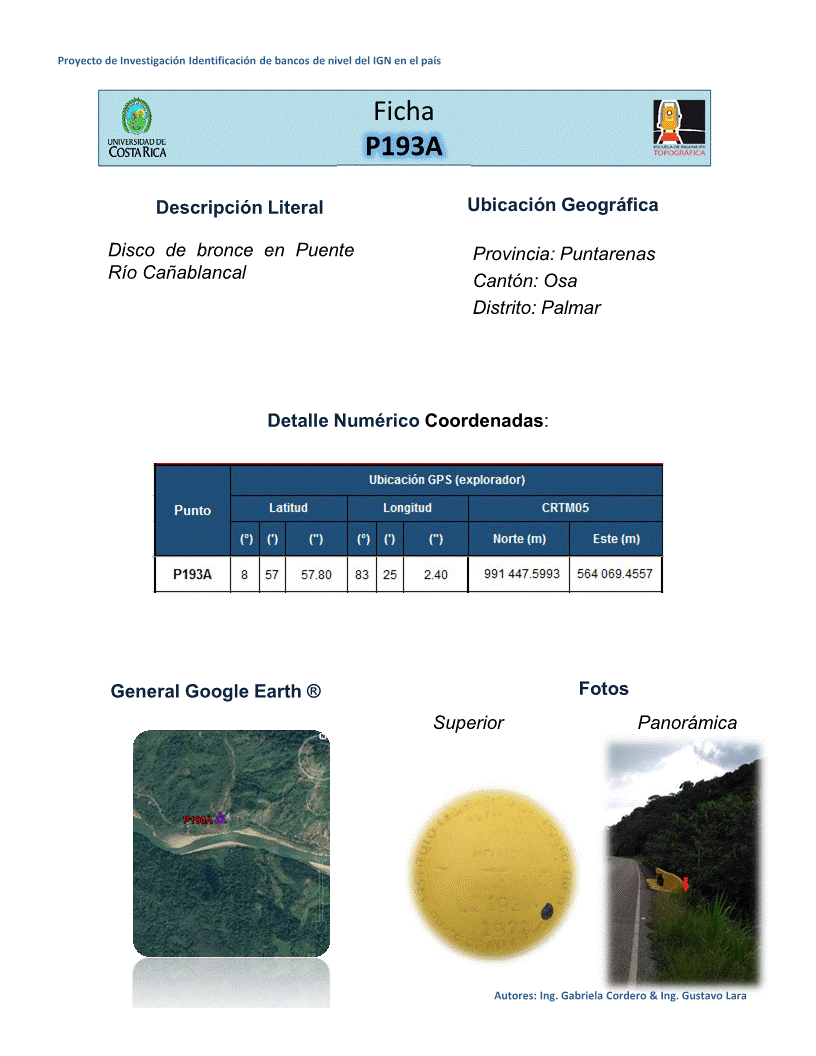 Proyecto de Investigación Identificación de bancos de nivel del IGN en el país
Ficha
P193A
UNIVERSIDAD DE
COSTA RICA
ESCUELA DE INGENIERÍA
TOPOGRÁFICA
Descripción Literal
Disco de bronce en Puente
Río Cañablancal
Ubicación Geográfica
Provincia: Puntarenas
Cantón: Osa
Distrito: Palmar
Detalle Numérico Coordenadas:
Punto
Ubicación GPS (explorador)
Latitud Longitud CRTM05
(°) (') (") (°) (') (") Norte (m) Este (m)
P193A 8 57 57.80 83 25 2.40 991 447.5993 564 069.4557
General Google Earth ®
Fotos
Superior
Panorámica
P193A
193
1971
Autores: Ing. Gabriela Cordero & Ing. Gustavo Lara